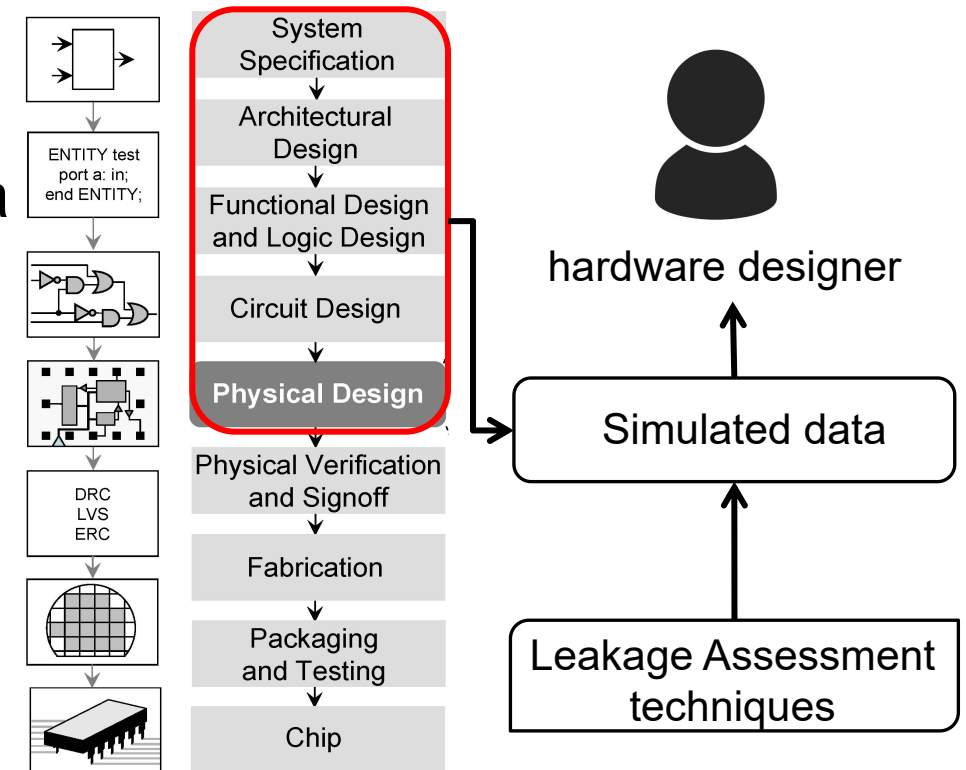 ENTITY test
port a: in;
end ENTITY;
DRC
LVS
ERC
System
Specification
Architectural
Design
Functional Design
and Logic Design
Circuit Design
Physical Design
Physical Verification
and Signoff
Fabrication
Packaging
and Testing
Chip
hardware designer
Simulated data
Leakage Assessment
techniques